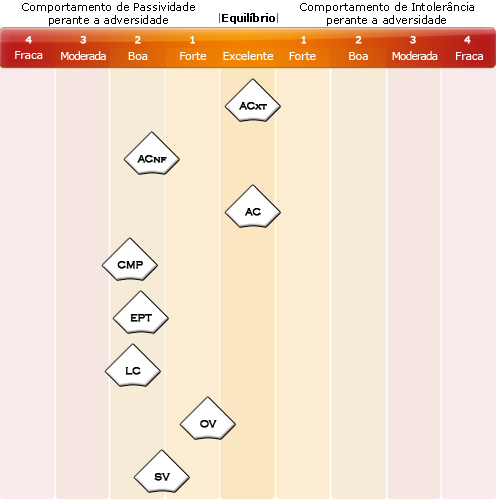 Comportamento de Passividade
perante a adversidade
|Equilíbrio|
Comportamento de Intolerância
perante a adversidade
4 3 2 1 1 2 3 4
Fraca Moderada Boa Forte Excelente Forte Boa Moderada Fraca
ACXT
ACNF
AC
CMP
EPT
LC
OV
SV